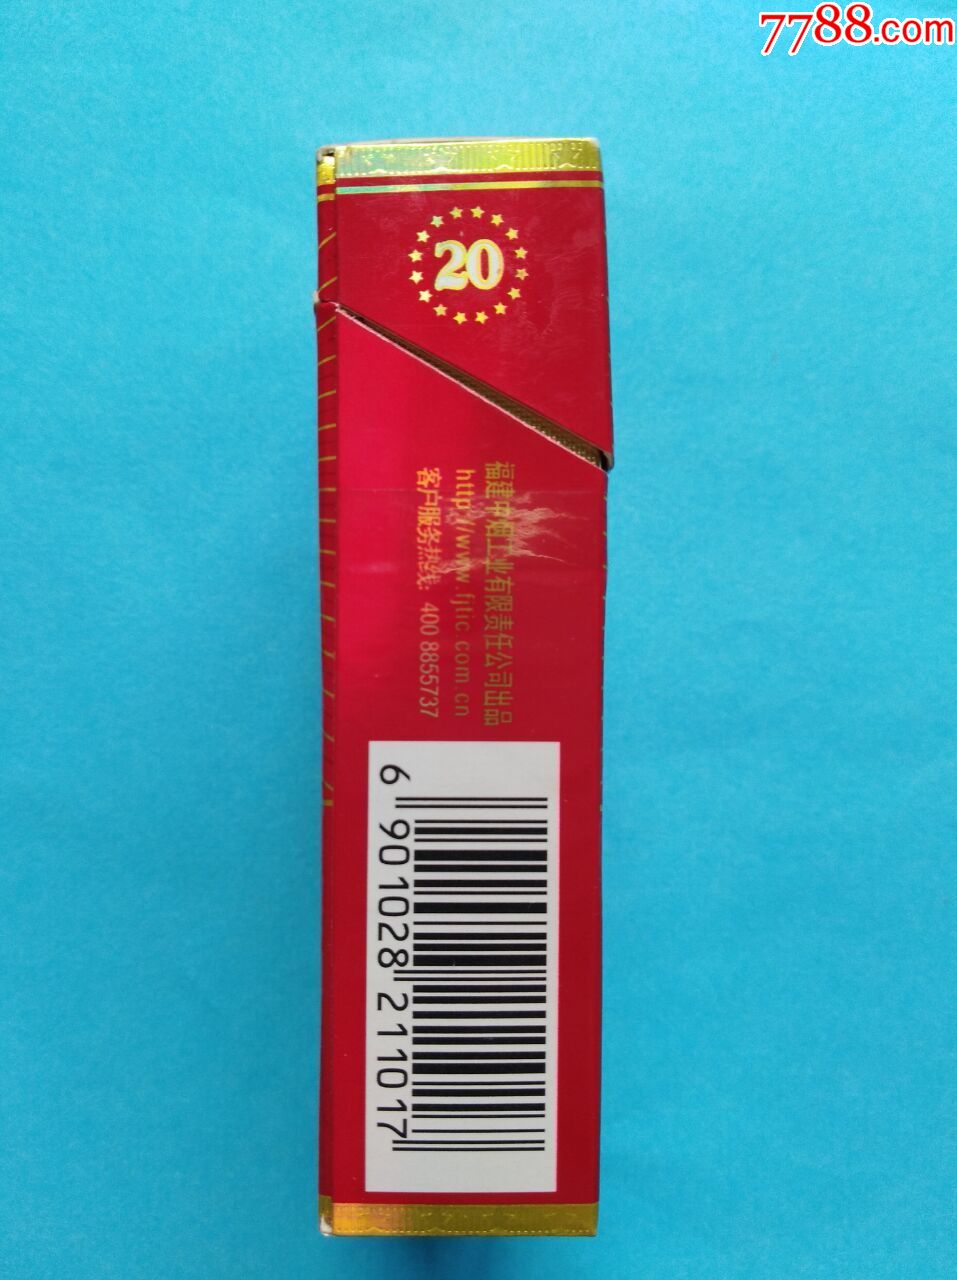 7788.com
20
福建中烟工业有限责任公司出品
http://www.fjtic.com.cn
客户服务热线: 400 8855737
6 901028 211017